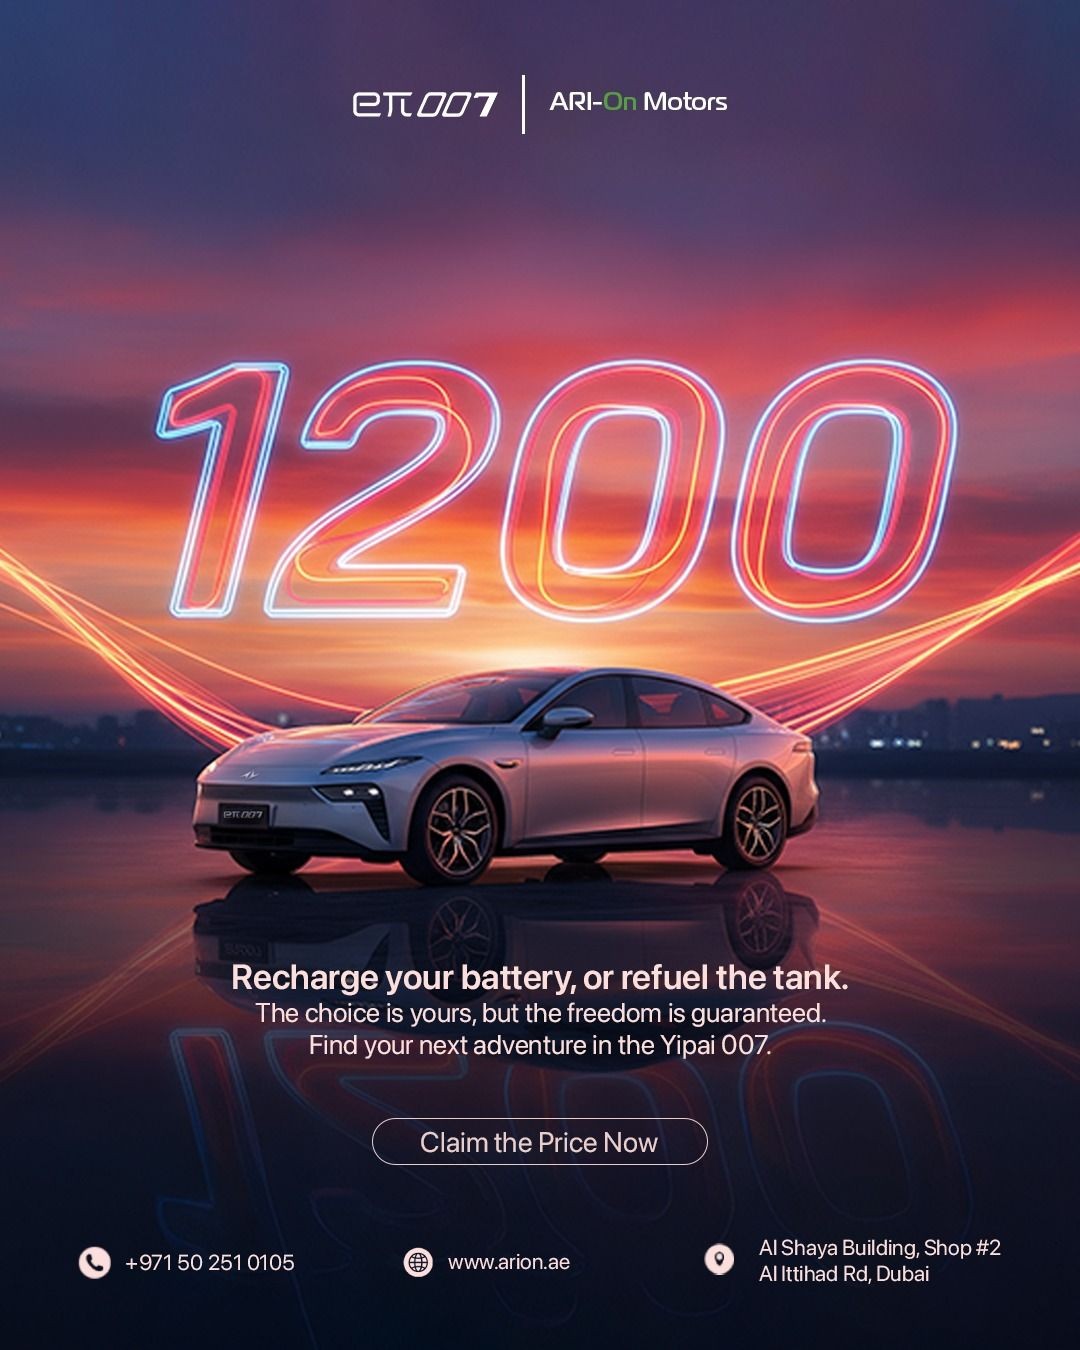 eπ007
ARI-On Motors
1200
eπ007
Recharge your battery, or refuel the tank.
The choice is yours, but the freedom is guaranteed.
Find your next adventure in the Yipai 007.
Claim the Price Now
+971 50 251 0105
www.arion.ae
Al Shaya Building, Shop #2
Al Ittihad Rd, Dubai